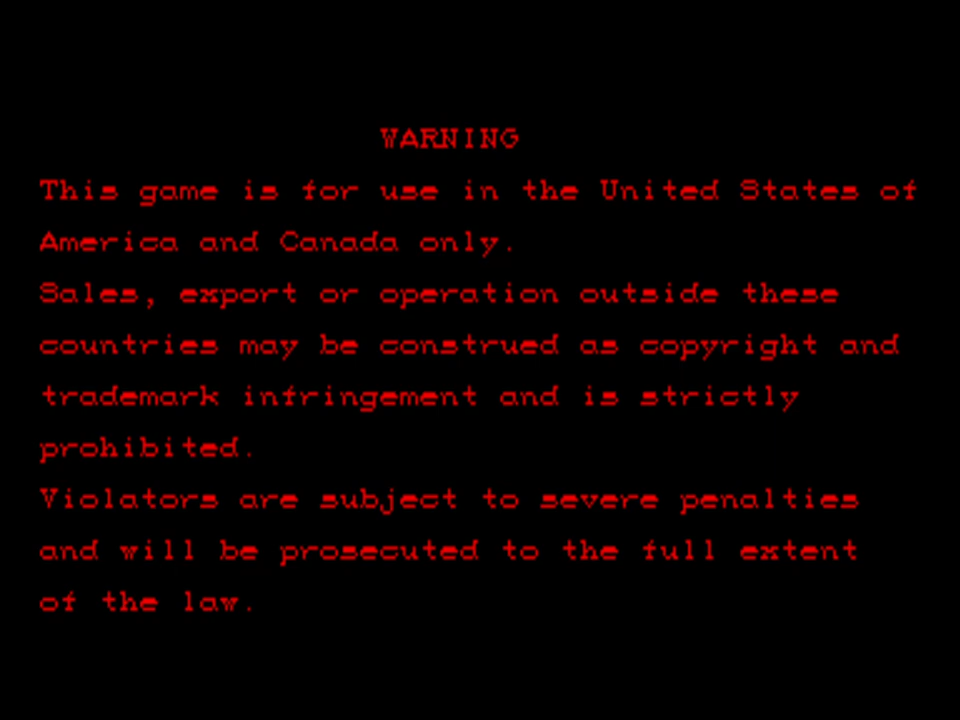 WARNING
This game is for use in the United States of
America and Canada only.
Sales, export or operation outside these
countries may be construed as copyright and
trademark infringement and is strictly
prohibited.
Violators are subject to severe penalties
and will be prosecuted to the full extent
of the law.